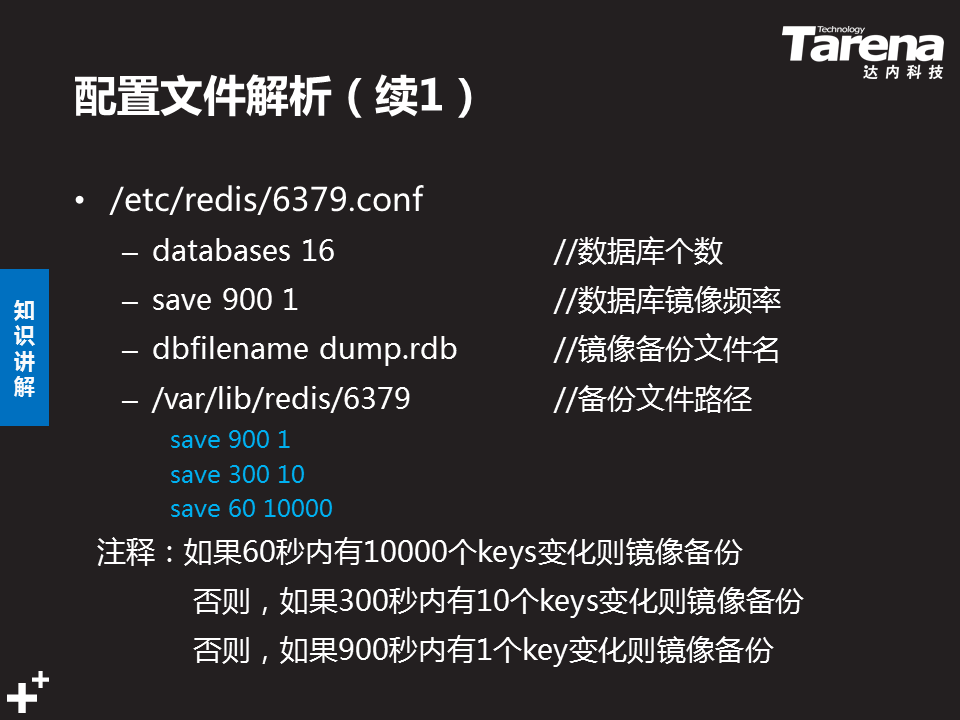 Technology
Tarena
达内科技
配置文件解析（续1）
• /etc/redis/6379.conf
– databases 16 //数据库个数
– save 900 1 //数据库镜像频率
– dbfilename dump.rdb //镜像备份文件名
– /var/lib/redis/6379 //备份文件路径
save 900 1
save 300 10
save 60 10000
注释：如果60秒内有10000个keys变化则镜像备份
否则，如果300秒内有10个keys变化则镜像备份
否则，如果900秒内有1个key变化则镜像备份
知识讲解